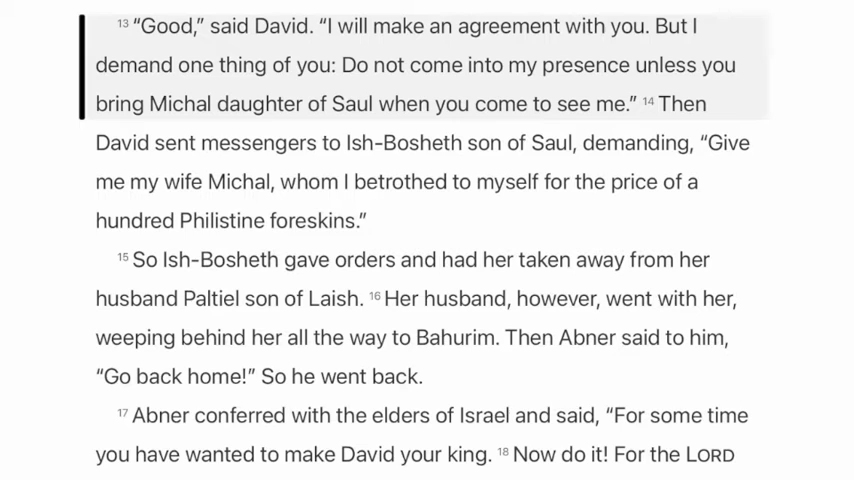 13 “Good,” said David. “I will make an agreement with you. But I
demand one thing of you: Do not come into my presence unless you
bring Michal daughter of Saul when you come to see me.” 14 Then
David sent messengers to Ish-Bosheth son of Saul, demanding, “Give
me my wife Michal, whom I betrothed to myself for the price of a
hundred Philistine foreskins.”
15 So Ish-Bosheth gave orders and had her taken away from her
husband Paltiel son of Laish. 16 Her husband, however, went with her,
weeping behind her all the way to Bahurim. Then Abner said to him,
“Go back home!” So he went back.
17 Abner conferred with the elders of Israel and said, “For some time
you have wanted to make David your king. 18 Now do it! For the LORD